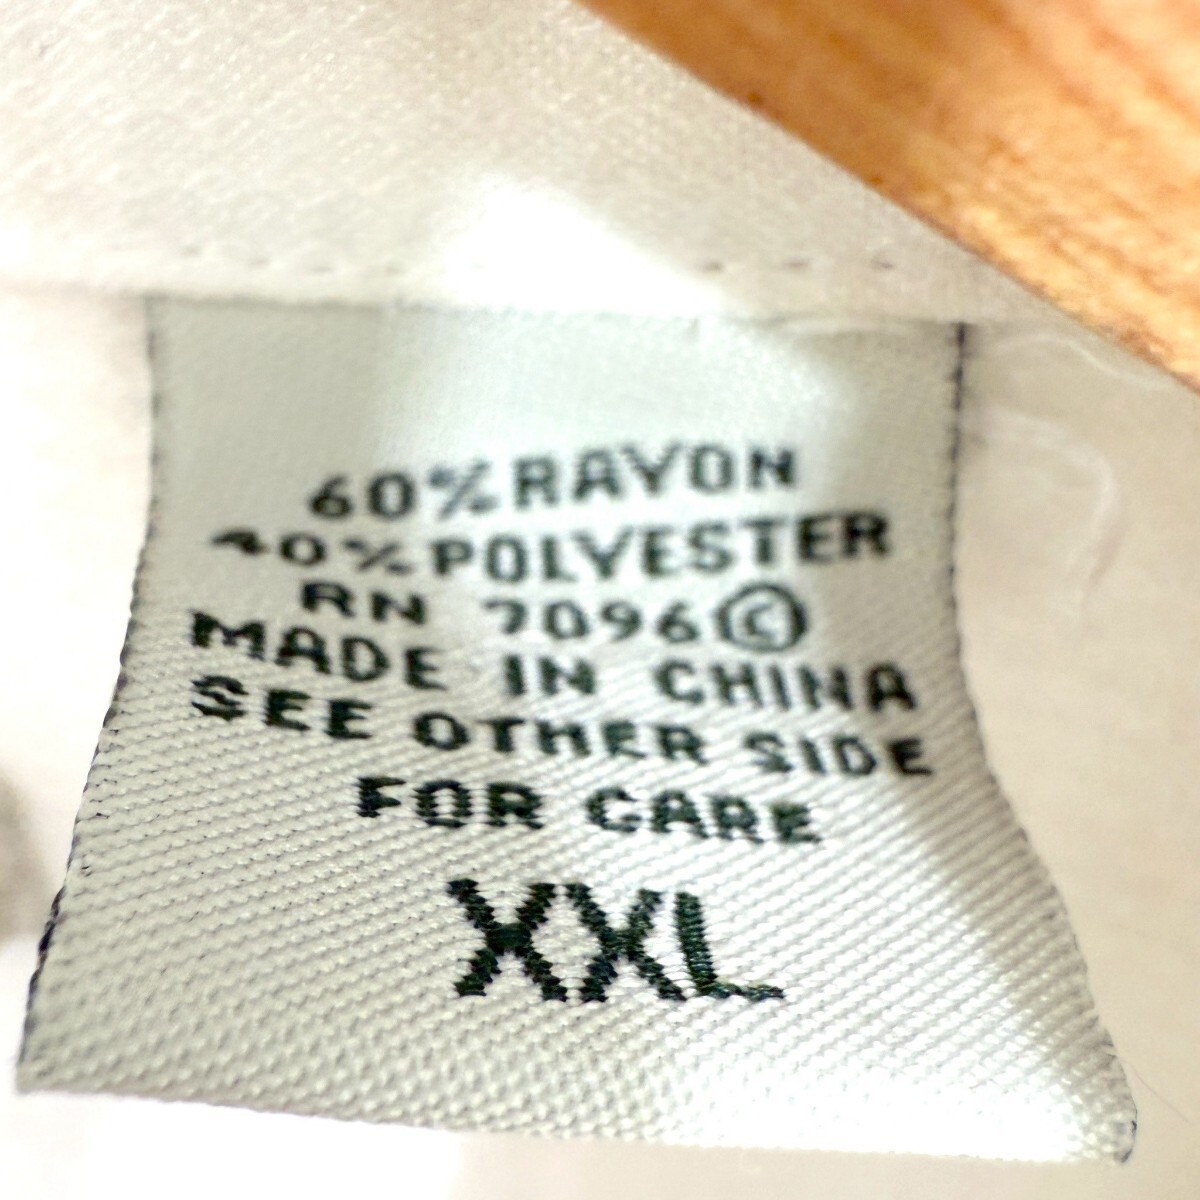 60% RAYON
40% POLYESTER
RN 7096 ©
MADE IN CHINA
SEE OTHER SIDE
FOR CARE
XXL